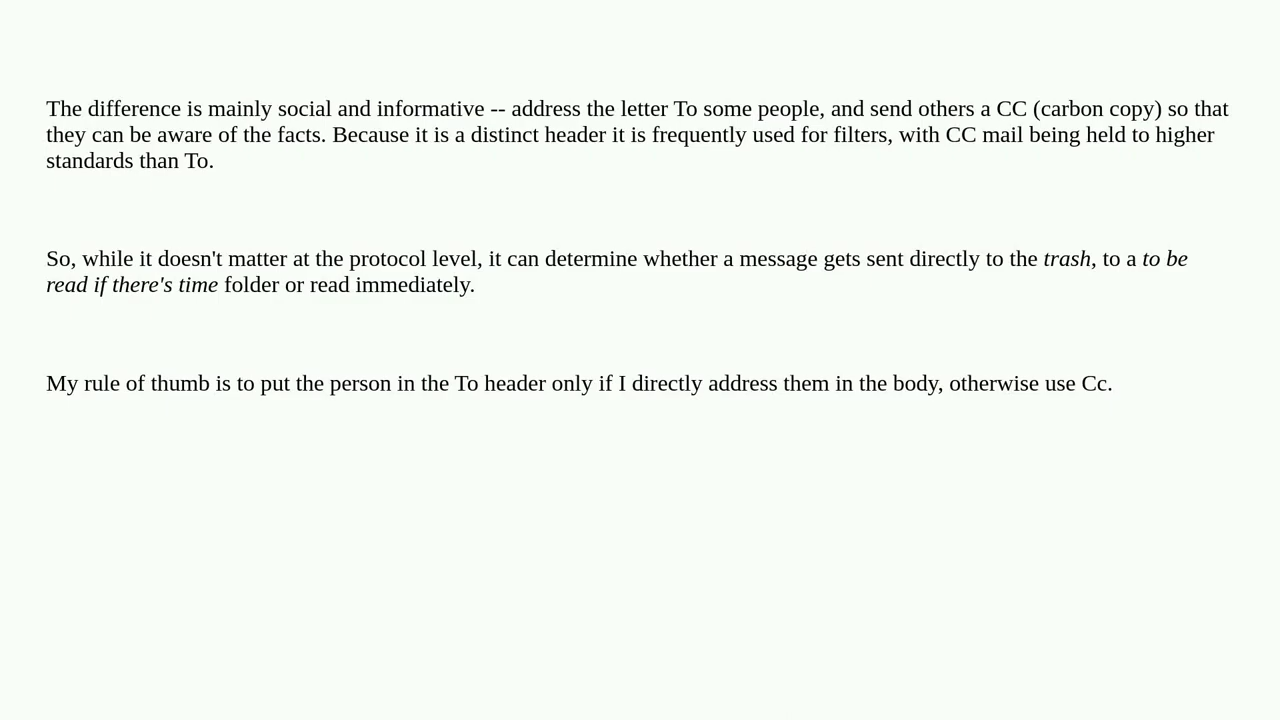 The difference is mainly social and informative -- address the letter To some people, and send others a CC (carbon copy) so that
they can be aware of the facts. Because it is a distinct header it is frequently used for filters, with CC mail being held to higher
standards than To.
So, while it doesn't matter at the protocol level, it can determine whether a message gets sent directly to the trash, to a to be
read if there's time folder or read immediately.
My rule of thumb is to put the person in the To header only if I directly address them in the body, otherwise use Cc.